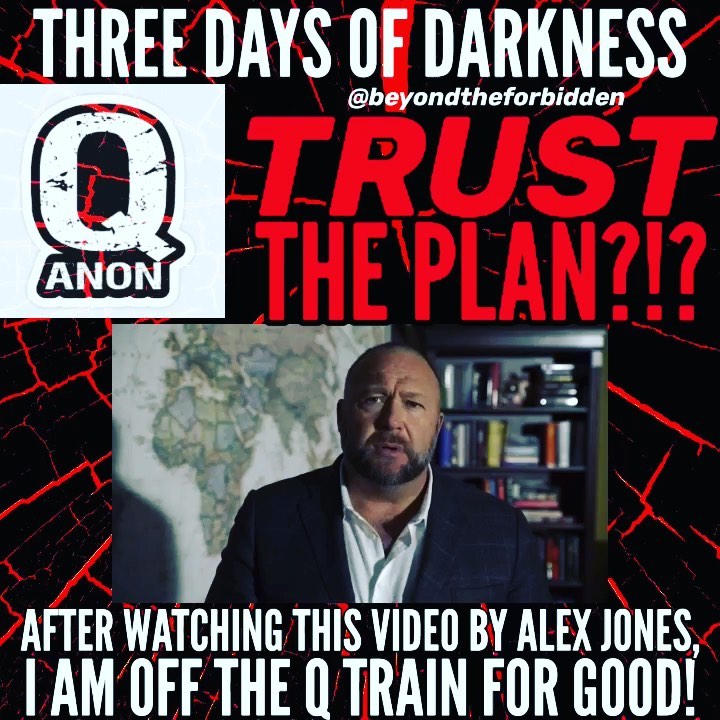 THREE DAYS OF DARKNESS
@beyondtheforbidden
Q
ANON
TRUST
THE PLAN?!?
AFTER WATCHING THIS VIDEO BY ALEX JONES,
I AM OFF THE Q TRAIN FOR GOOD!